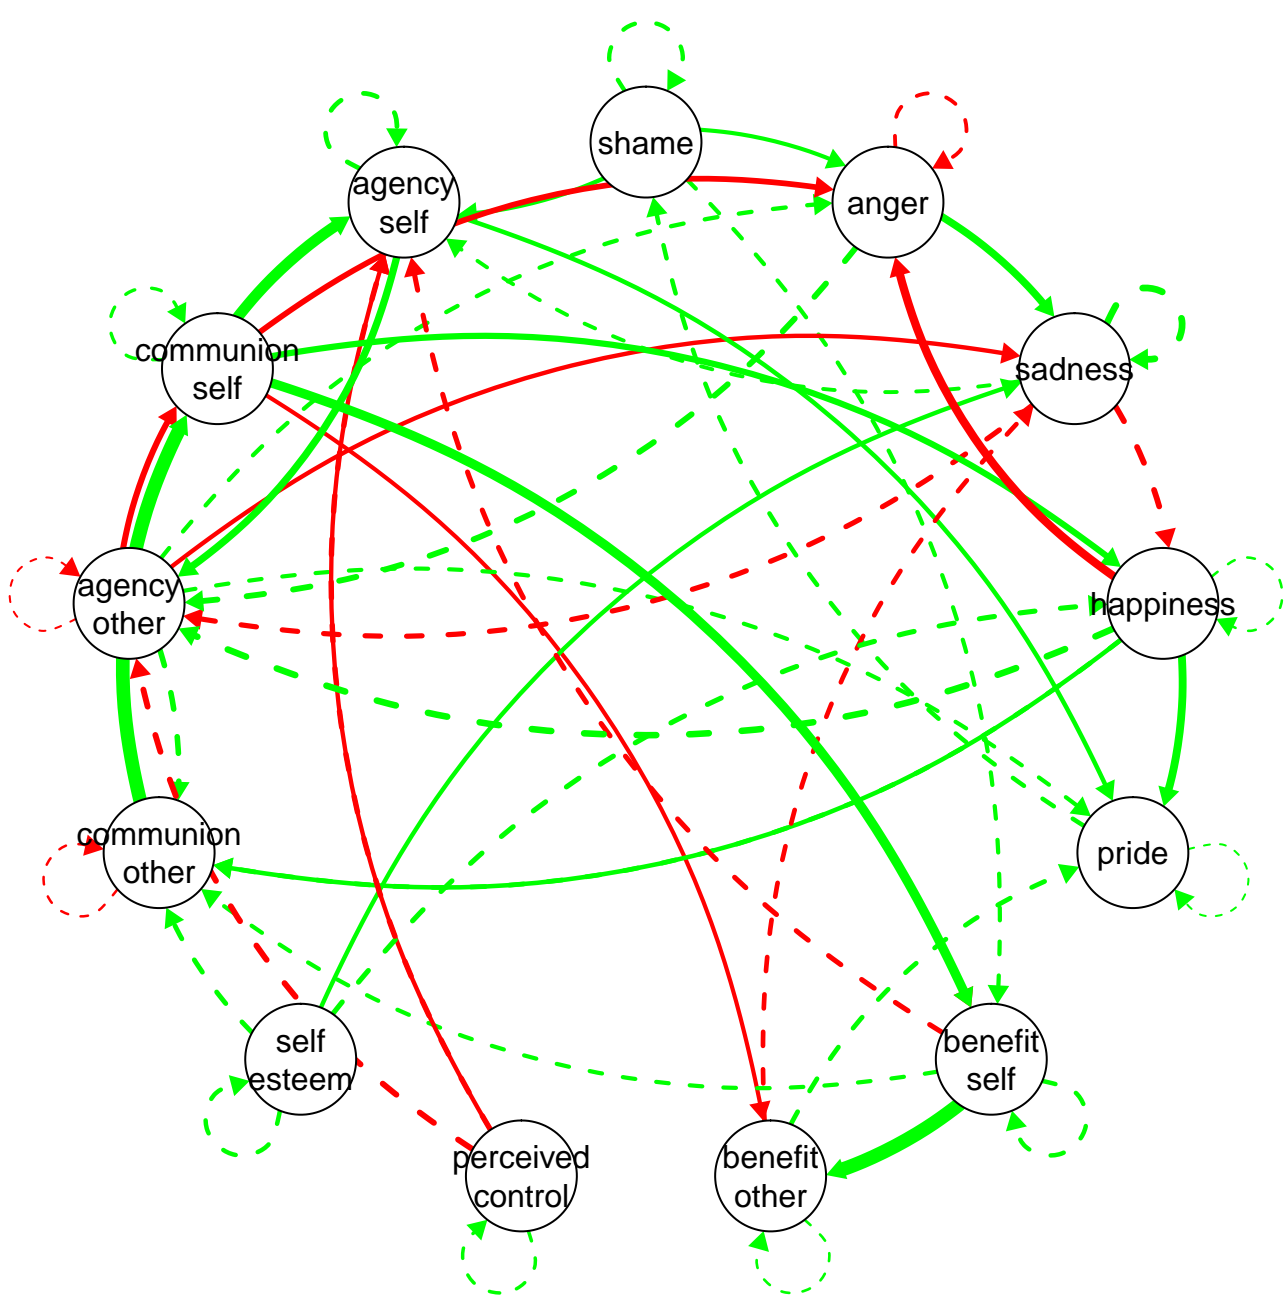 shame
agency
self
anger
communion
self
sadness
agency
other
happiness
communion
other
pride
self
esteem
benefit
self
perceived
control
benefit
other